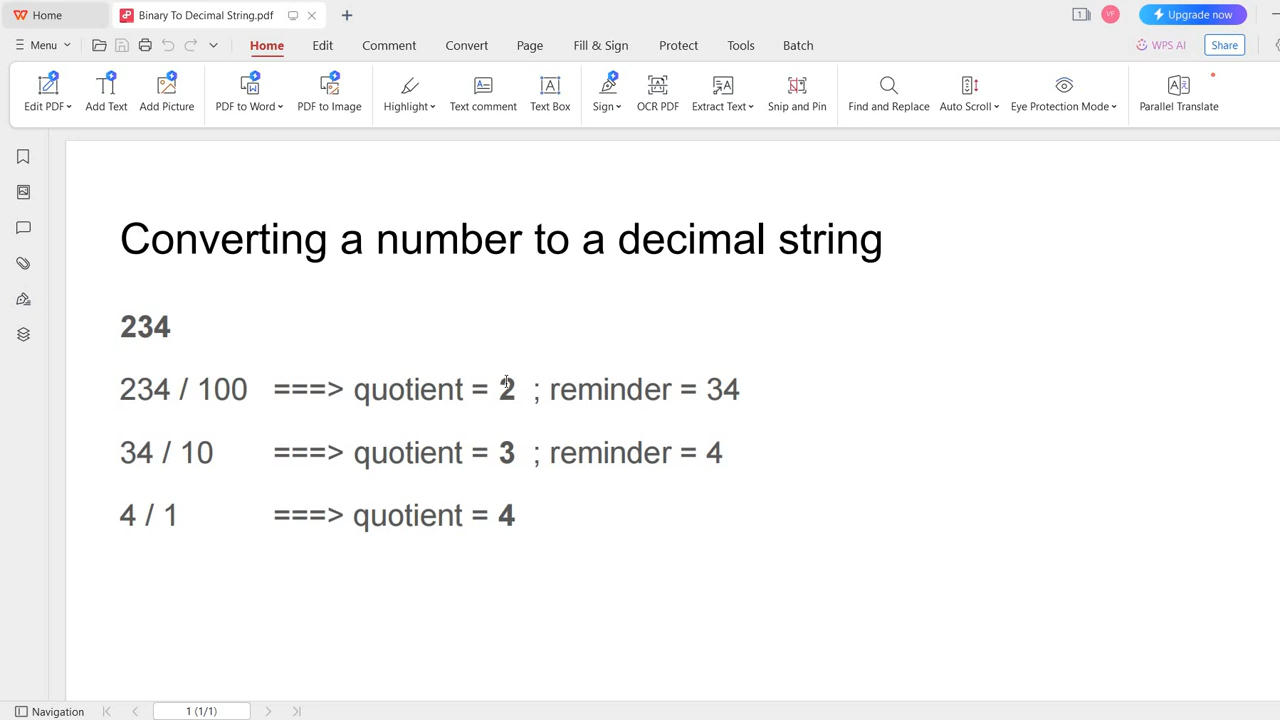 Home
Binary To Decimal String.pdf
1
VF
Upgrade now
Menu
Home
Edit
Comment
Convert
Page
Fill & Sign
Protect
Tools
Batch
WPS AI
Share
Edit PDF
Add Text
Add Picture
PDF to Word
PDF to Image
Highlight
Text comment
Text Box
Sign
OCR PDF
Extract Text
Snip and Pin
Find and Replace
Auto Scroll
Eye Protection Mode
Parallel Translate
Converting a number to a decimal string
234
234 / 100 ===> quotient = 2 ; reminder = 34
34 / 10 ===> quotient = 3 ; reminder = 4
4 / 1 ===> quotient = 4
Navigation
1 (1/1)